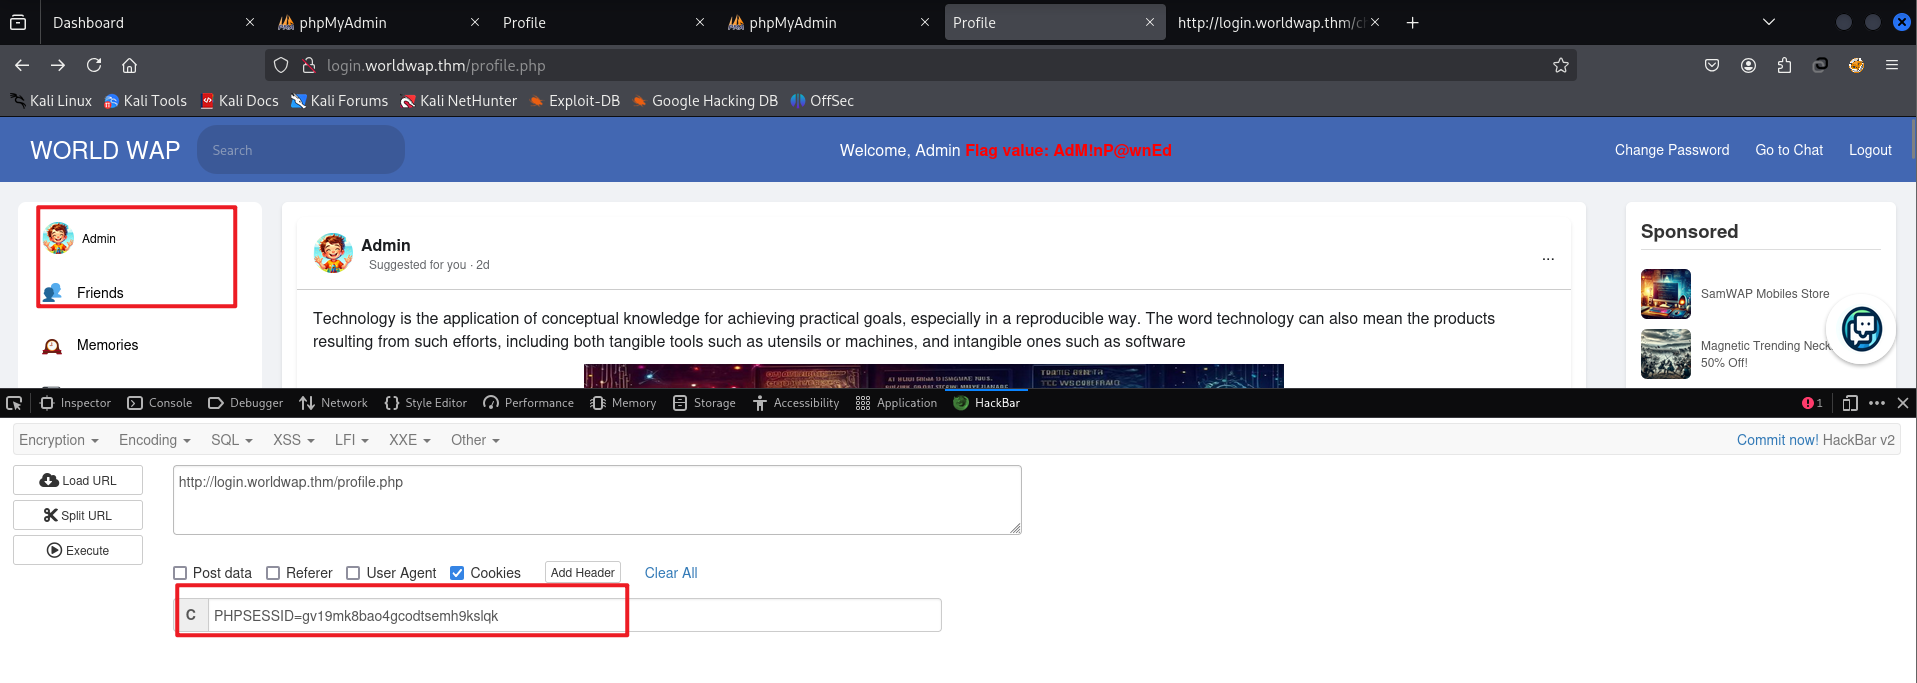 Dashboard
phpMyAdmin
Profile
phpMyAdmin
Profile
http://login.worldwap.thm/
login.worldwap.thm/profile.php
Kali Linux Kali Tools Kali Docs Kali Forums Kali NetHunter Exploit-DB Google Hacking DB OffSec
WORLD WAP
Search
Welcome, Admin Flag value: AdM!nP@wnEd
Change Password Go to Chat Logout
Admin
Friends
Memories
Admin
Suggested for you · 2d
...
Technology is the application of conceptual knowledge for achieving practical goals, especially in a reproducible way. The word technology can also mean the products
resulting from such efforts, including both tangible tools such as utensils or machines, and intangible ones such as software
Sponsored
SamWAP Mobiles Store
Magnetic Trending Neck
50% Off!
Inspector Console Debugger Network Style Editor Performance Memory Storage Accessibility Application HackBar
1
Encryption Encoding SQL XSS LFI XXE Other
Commit now! HackBar v2
Load URL
Split URL
Execute
http://login.worldwap.thm/profile.php
Post data Referer User Agent Cookies Add Header Clear All
C PHPSESSID=gv19mk8bao4gcodtsemh9kslqk